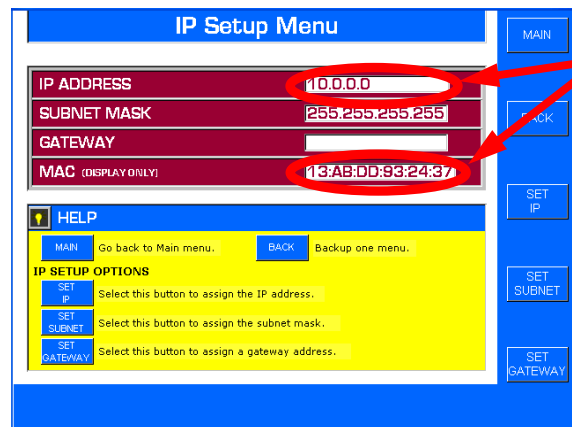 IP Setup Menu
MAIN
IP ADDRESS 10.0.0.0
SUBNET MASK 255.255.255.255
BACK
GATEWAY
MAC (DISPLAY ONLY) 13:AB:DD:93:24:37
SET
IP
HELP
MAIN Go back to Main menu. BACK Backup one menu.
IP SETUP OPTIONS
SET
IP
Select this button to assign the IP address.
SET
SUBNET
SET
SUBNET
Select this button to assign the subnet mask.
SET
GATEWAY
Select this button to assign a gateway address.
SET
GATEWAY